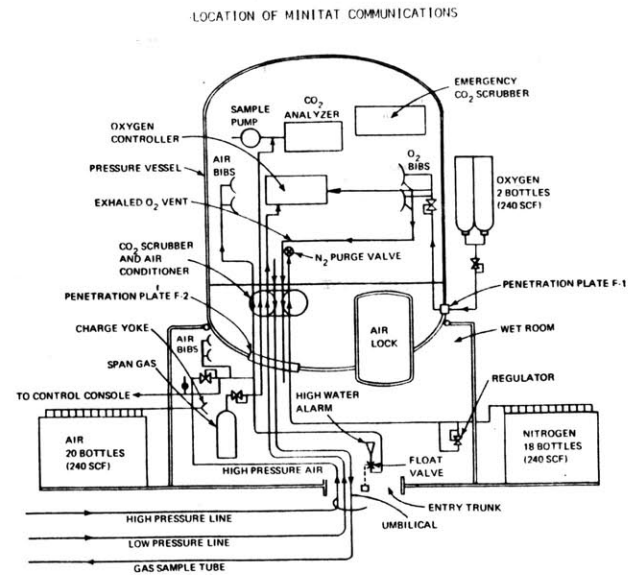 LOCATION OF MINITAT COMMUNICATIONS
EMERGENCY
CO2 SCRUBBER
SAMPLE
PUMP
CO2
ANALYZER
OXYGEN
CONTROLLER
AIR
BIBS
O2
BIBS
PRESSURE VESSEL
OXYGEN
2 BOTTLES
(240 SCF)
EXHALED O2 VENT
CO2 SCRUBBER
AND AIR
CONDITIONER
N2 PURGE VALVE
PENETRATION PLATE F-2
PENETRATION PLATE F-1
CHARGE YOKE
AIR
BIBS
AIR
LOCK
WET ROOM
SPAN GAS
TO CONTROL CONSOLE
HIGH WATER
ALARM
REGULATOR
AIR
20 BOTTLES
(240 SCF)
NITROGEN
18 BOTTLES
(240 SCF)
HIGH PRESSURE AIR
FLOAT
VALVE
ENTRY TRUNK
UMBILICAL
HIGH PRESSURE LINE
LOW PRESSURE LINE
GAS SAMPLE TUBE